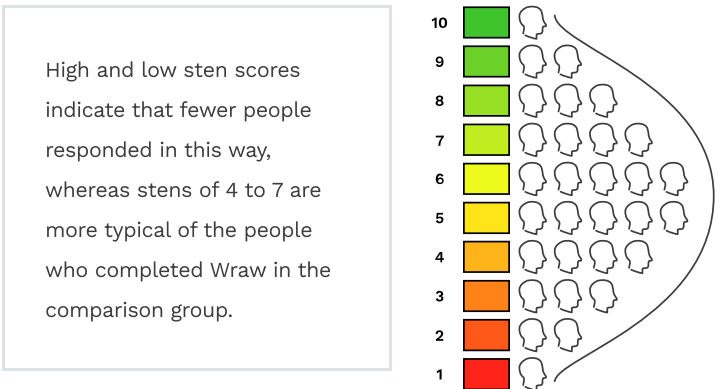 High and low sten scores
indicate that fewer people
responded in this way,
whereas stens of 4 to 7 are
more typical of the people
who completed Wraw in the
comparison group.
10
9
8
7
6
5
4
3
2
1